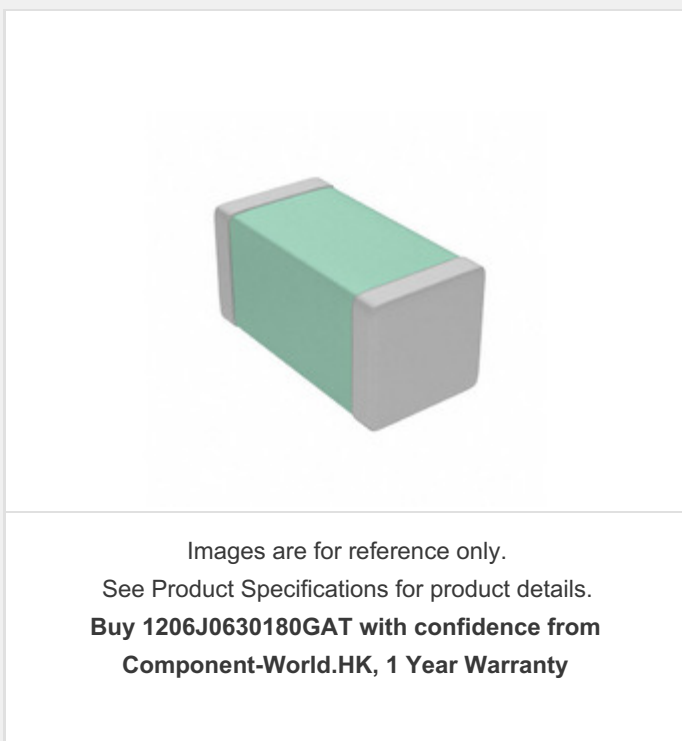 Images are for reference only.
See Product Specifications for product details.
Buy 1206J0630180GAT with confidence from
Component-World.HK, 1 Year Warranty